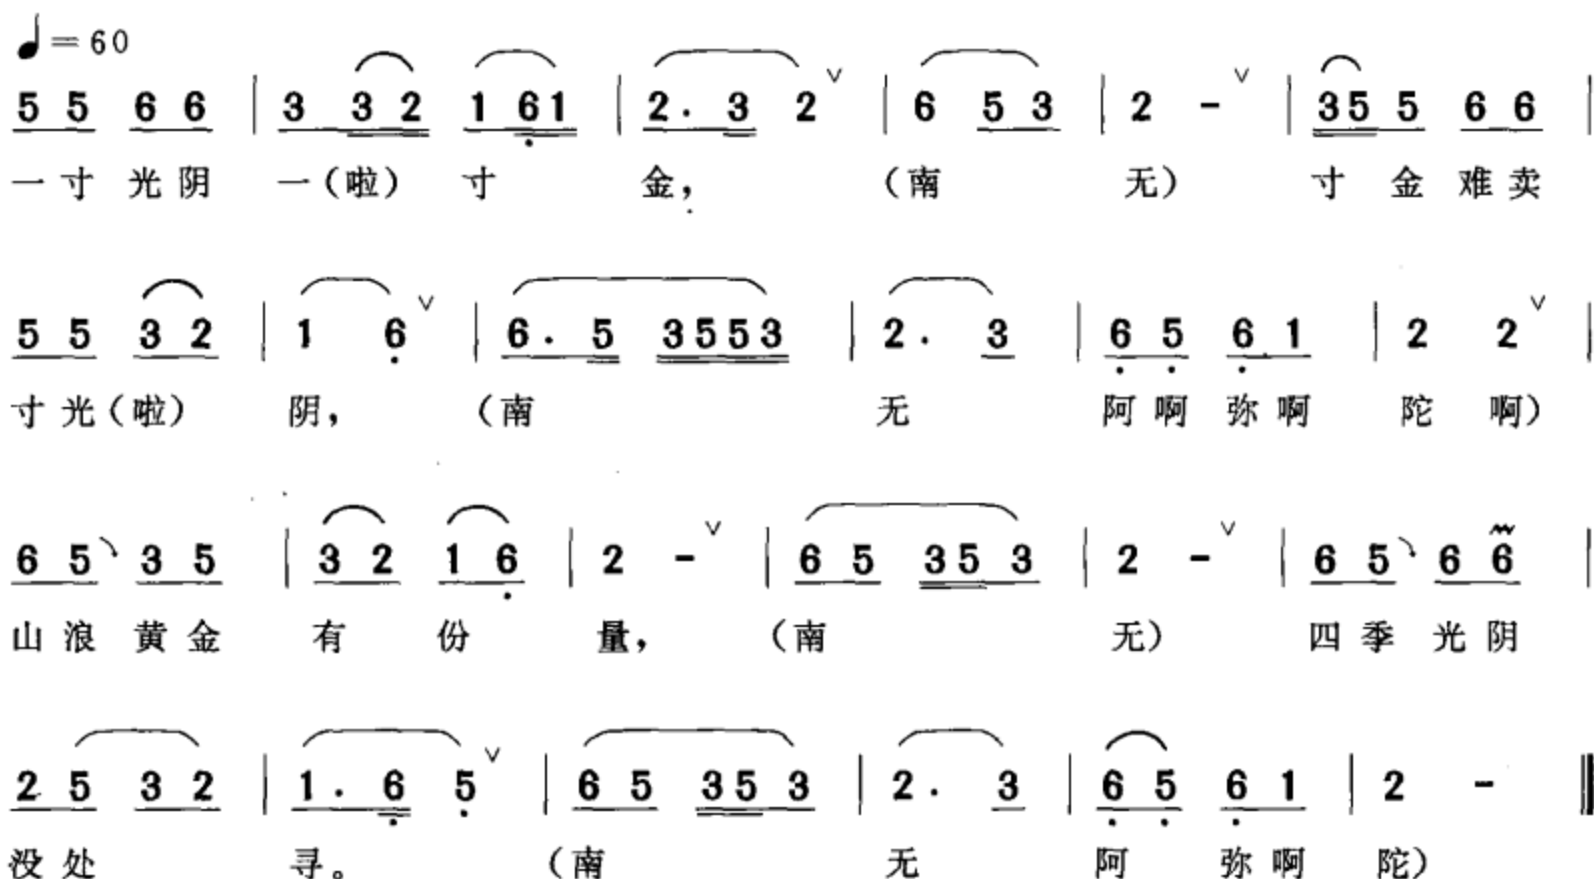 ♩=60
5 5 6 6 | 3 3 2 1 6 1 | 2. 3 2 ∨ | 6 5 3 | 2 - ∨ | 3 5 5 6 6 |
一寸 光阴 一(啦) 寸 金, (南 无) 寸 金 难卖
5 5 3 2 | 1 6 ∨ | 6. 5 3 5 5 3 | 2. 3 | 6 5 6 1 | 2 2 ∨ |
寸光(啦) 阴, (南 无 阿啊 弥啊 陀 啊)
6 5 3 5 | 3 2 1 6 | 2 - ∨ | 6 5 3 5 3 | 2 - ∨ | 6 5 6 6 |
山浪 黄金 有 份 量, (南 无) 四季 光阴
2 5 3 2 | 1. 6 5 ∨ | 6 5 3 5 3 | 2. 3 | 6 5 6 1 | 2 - ‖
没处 寻。 (南 无 阿 弥啊 陀)